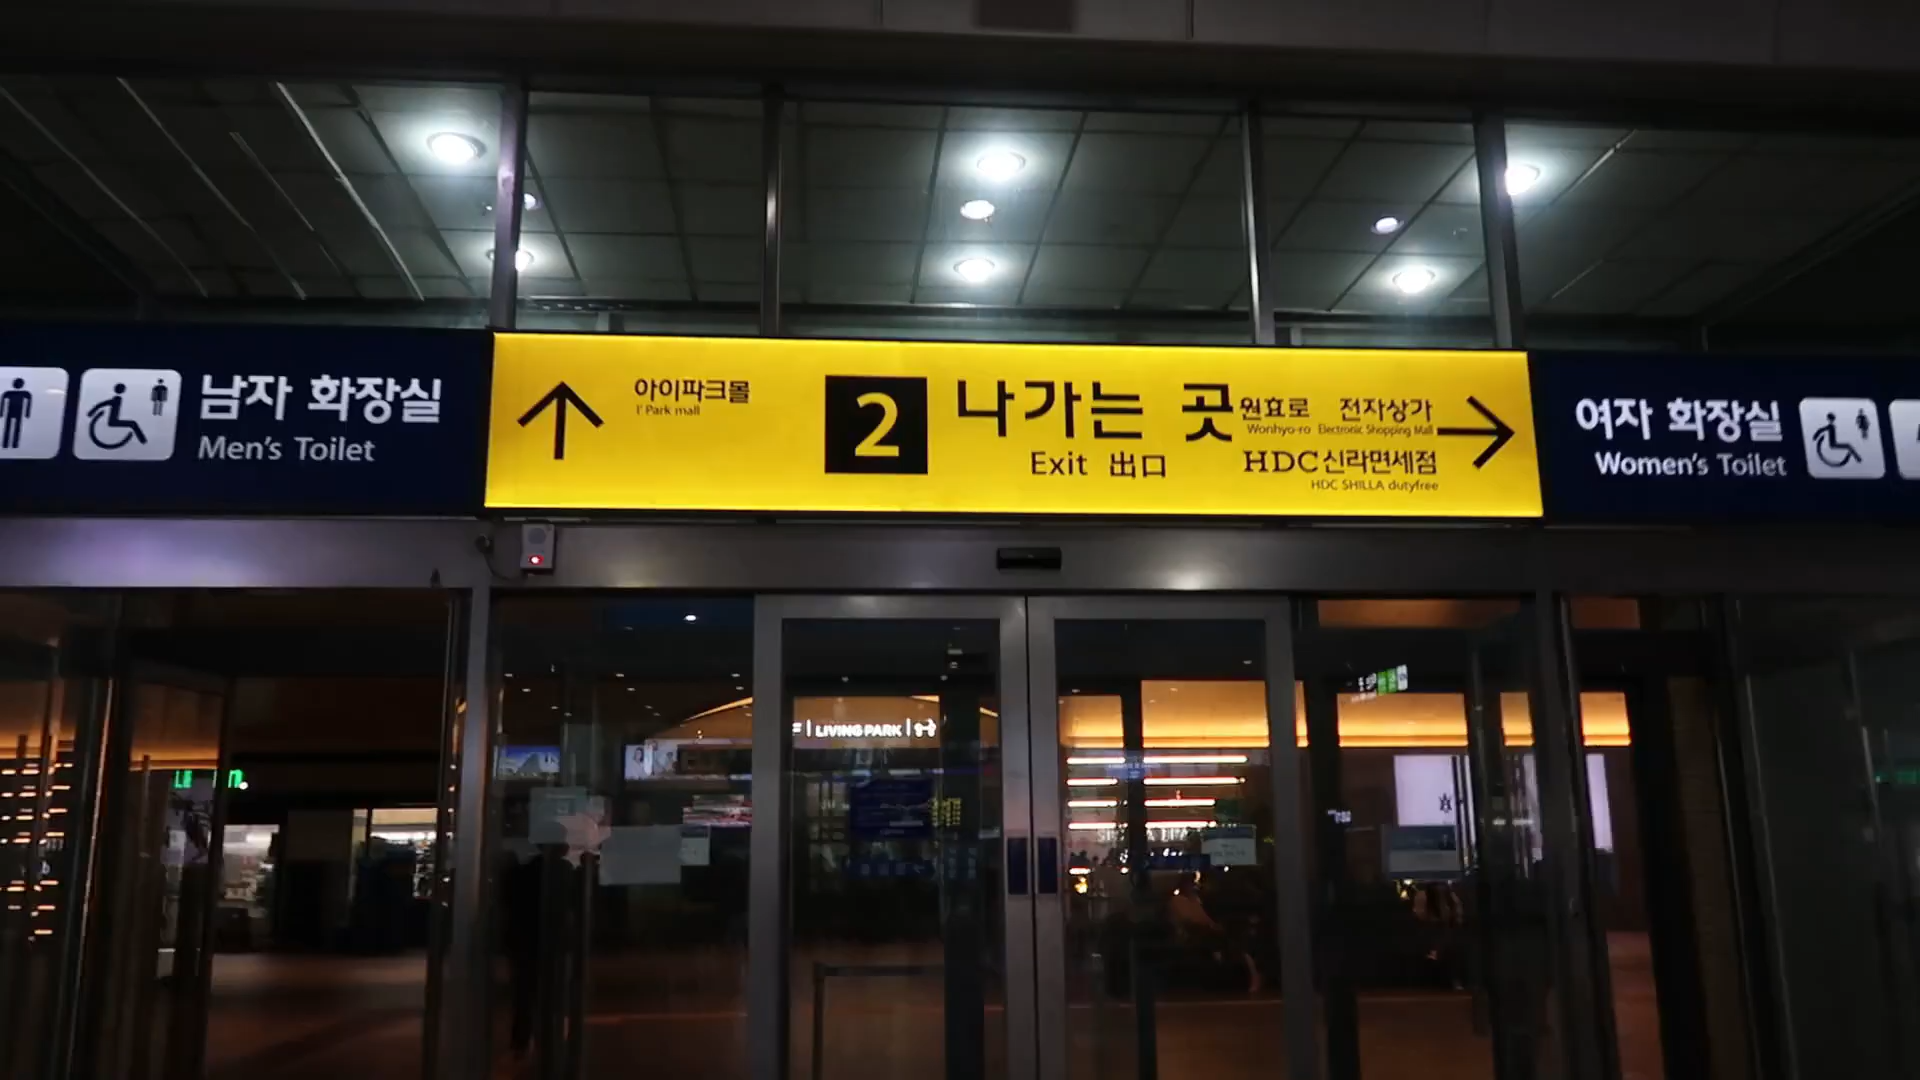 남자 화장실
Men's Toilet
아이파크몰
I' Park mall
2
나가는 곳
Exit 出口
원효로 전자상가
Wonhyo-ro Electronic Shopping Mall
HDC신라면세점
HDC SHILLA dutyfree
여자 화장실
Women's Toilet
LIVING PARK